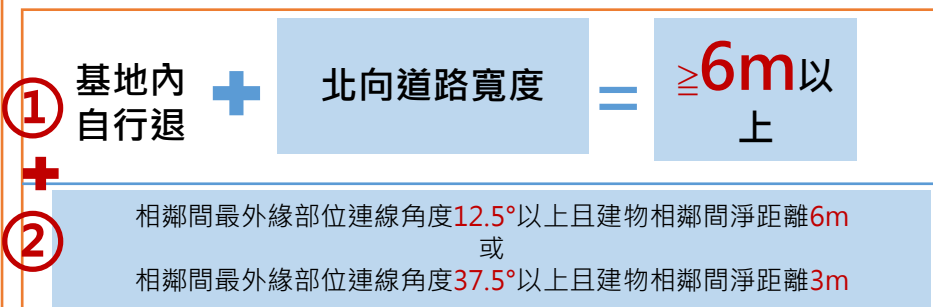 ①
基地內
自行退
+
北向道路寬度
=
≧6m以
上
+
②
相鄰間最外緣部位連線角度12.5°以上且建物相鄰間淨距離6m
或
相鄰間最外緣部位連線角度37.5°以上且建物相鄰間淨距離3m